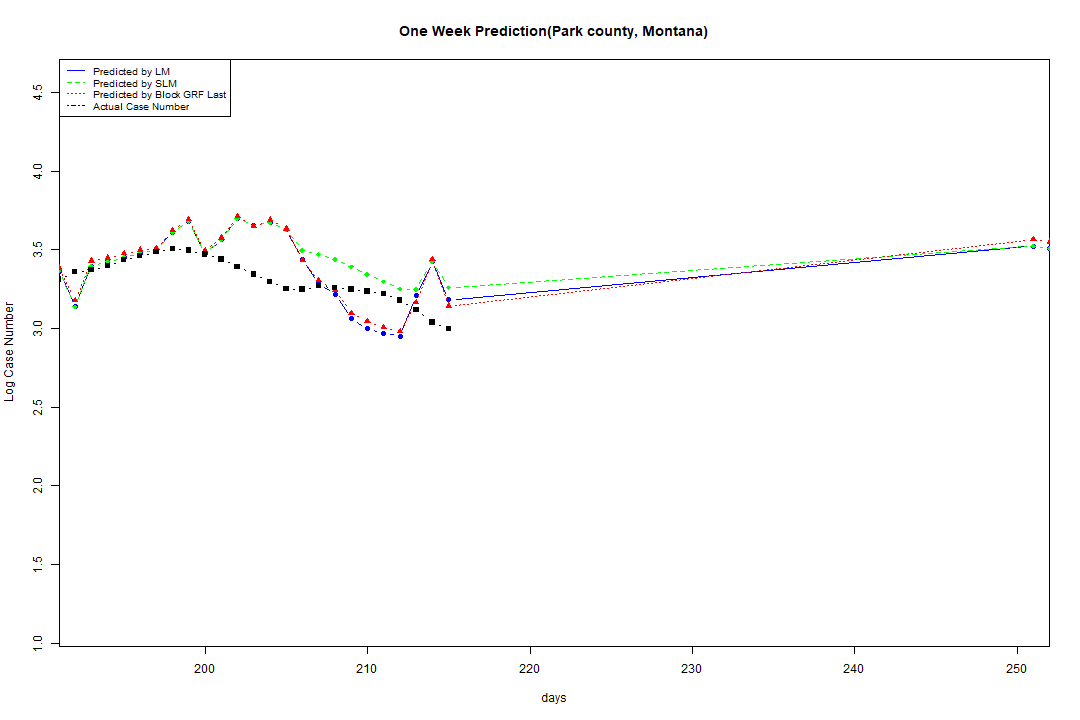 One Week Prediction(Park county, Montana)
Predicted by LM
Predicted by SLM
Predicted by Block GRF Last
Actual Case Number
4.5
4.0
3.5
3.0
2.5
2.0
1.5
1.0
Log Case Number
200 210 220 230 240 250
days